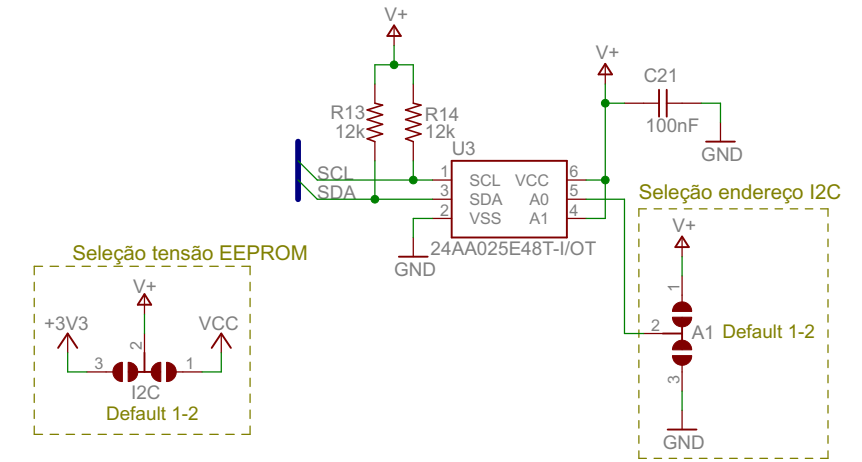 V+
V+
C21
R13
12k
R14
12k
100nF
GND
U3
SCL
SDA
1
3
2
SCL
SDA
VSS
VCC
A0
A1
6
5
4
24AA025E48T-I/OT
GND
Seleção endereço I2C
V+
1
2
A1
Default 1-2
3
GND
Seleção tensão EEPROM
V+
+3V3
VCC
2
3
1
I2C
Default 1-2